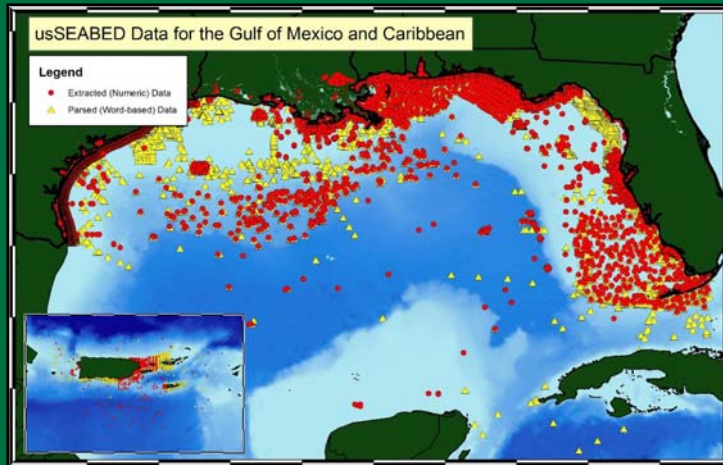 usSEABED Data for the Gulf of Mexico and Caribbean
Legend
Extracted (Numeric) Data
Parsed (Word-based) Data